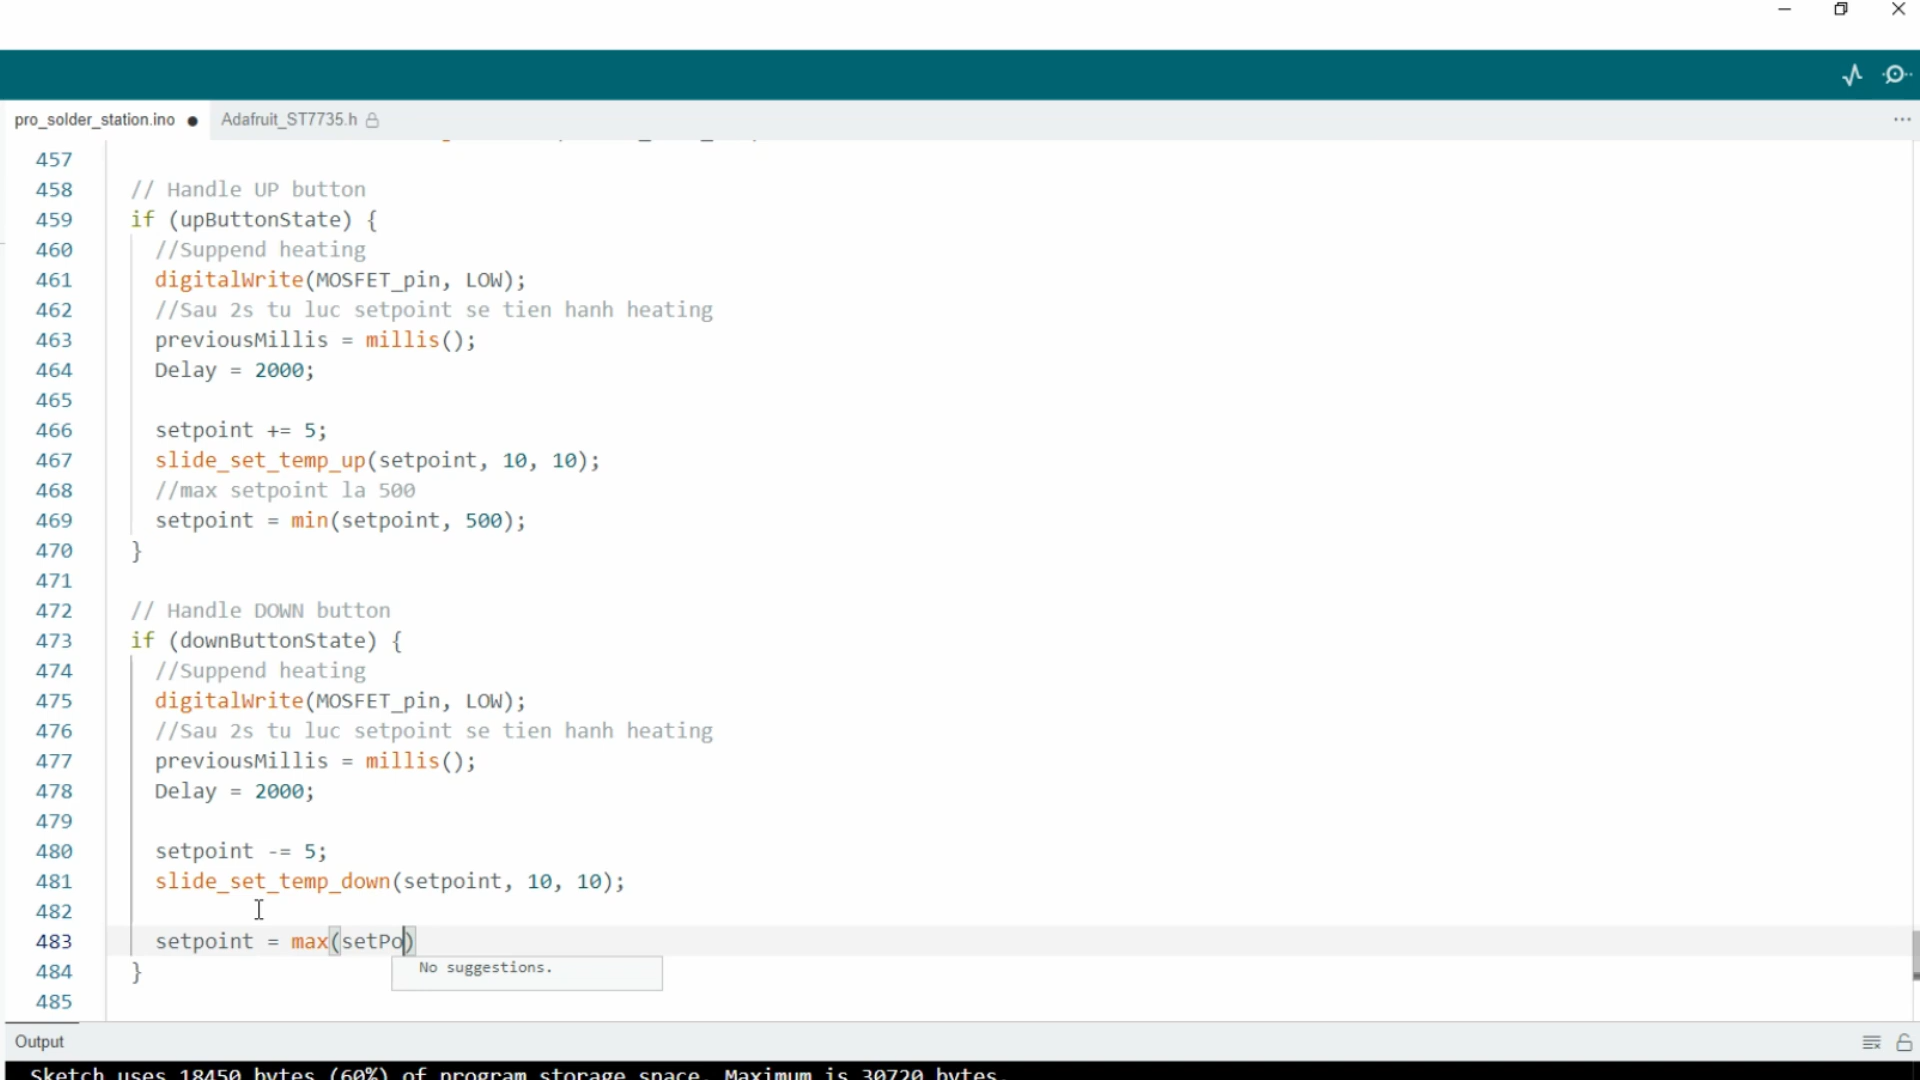 pro_solder_station.ino ● Adafruit_ST7735.h
457
458 // Handle UP button
459 if (upButtonState) {
460 //Suppend heating
461 digitalWrite(MOSFET_pin, LOW);
462 //Sau 2s tu luc setpoint se tien hanh heating
463 previousMillis = millis();
464 Delay = 2000;
465
466 setpoint += 5;
467 slide_set_temp_up(setpoint, 10, 10);
468 //max setpoint la 500
469 setpoint = min(setpoint, 500);
470 }
471
472 // Handle DOWN button
473 if (downButtonState) {
474 //Suppend heating
475 digitalWrite(MOSFET_pin, LOW);
476 //Sau 2s tu luc setpoint se tien hanh heating
477 previousMillis = millis();
478 Delay = 2000;
479
480 setpoint -= 5;
481 slide_set_temp_down(setpoint, 10, 10);
482
483 setpoint = max(setPo)
484 }
No suggestions.
485
Output
Sketch uses 18450 bytes (60%) of program storage space. Maximum is 30720 bytes.